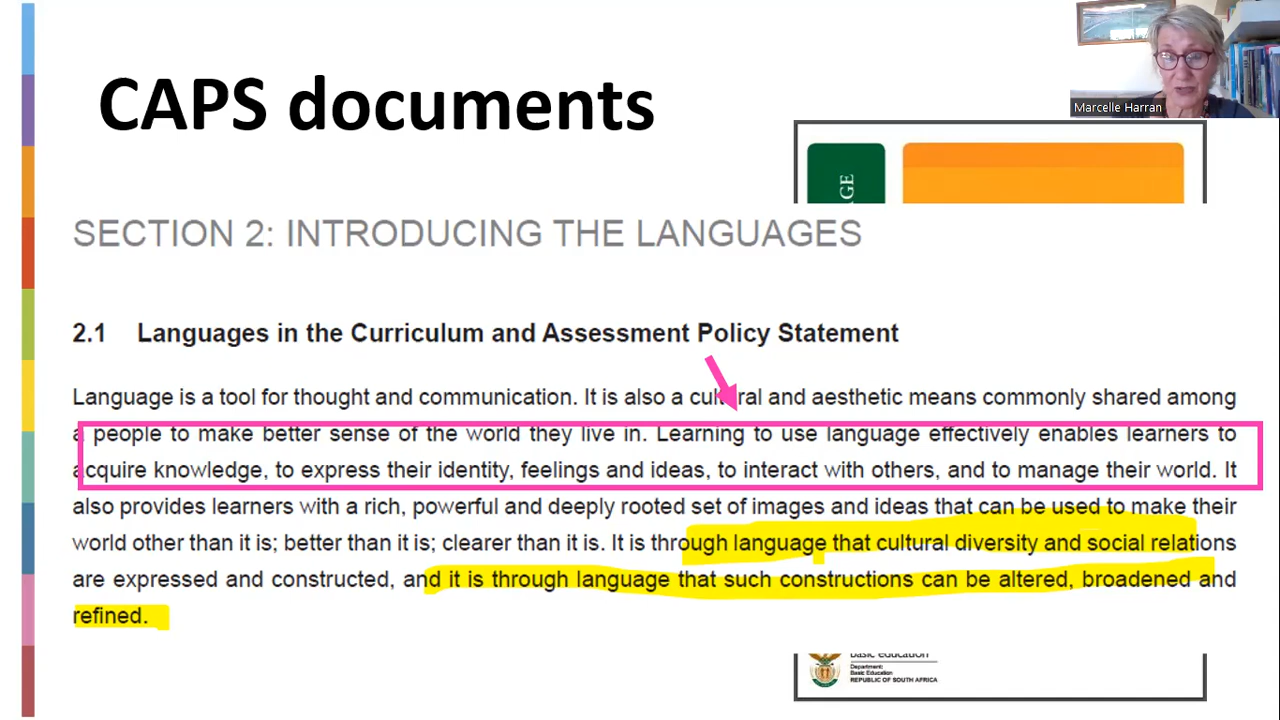 CAPS documents
Marcelle Harran
GE
SECTION 2: INTRODUCING THE LANGUAGES
2.1 Languages in the Curriculum and Assessment Policy Statement
Language is a tool for thought and communication. It is also a cultural and aesthetic means commonly shared among
a people to make better sense of the world they live in. Learning to use language effectively enables learners to
acquire knowledge, to express their identity, feelings and ideas, to interact with others, and to manage their world. It
also provides learners with a rich, powerful and deeply rooted set of images and ideas that can be used to make their
world other than it is; better than it is; clearer than it is. It is through language that cultural diversity and social relations
are expressed and constructed, and it is through language that such constructions can be altered, broadened and
refined.
basic education
Department:
Basic Education
REPUBLIC OF SOUTH AFRICA